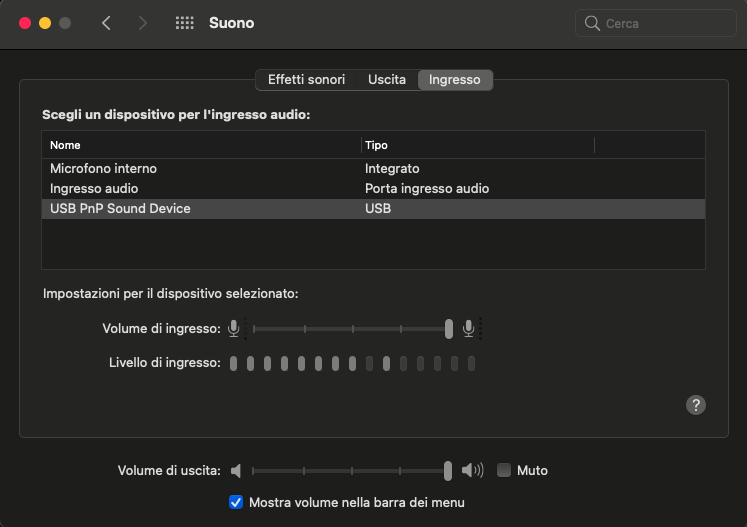 Suono
Cerca
Effetti sonori Uscita Ingresso
Scegli un dispositivo per l'ingresso audio:
Nome Tipo
Microfono interno Integrato
Ingresso audio Porta ingresso audio
USB PnP Sound Device USB
Impostazioni per il dispositivo selezionato:
Volume di ingresso:
Livello di ingresso:
?
Volume di uscita: Muto
Mostra volume nella barra dei menu